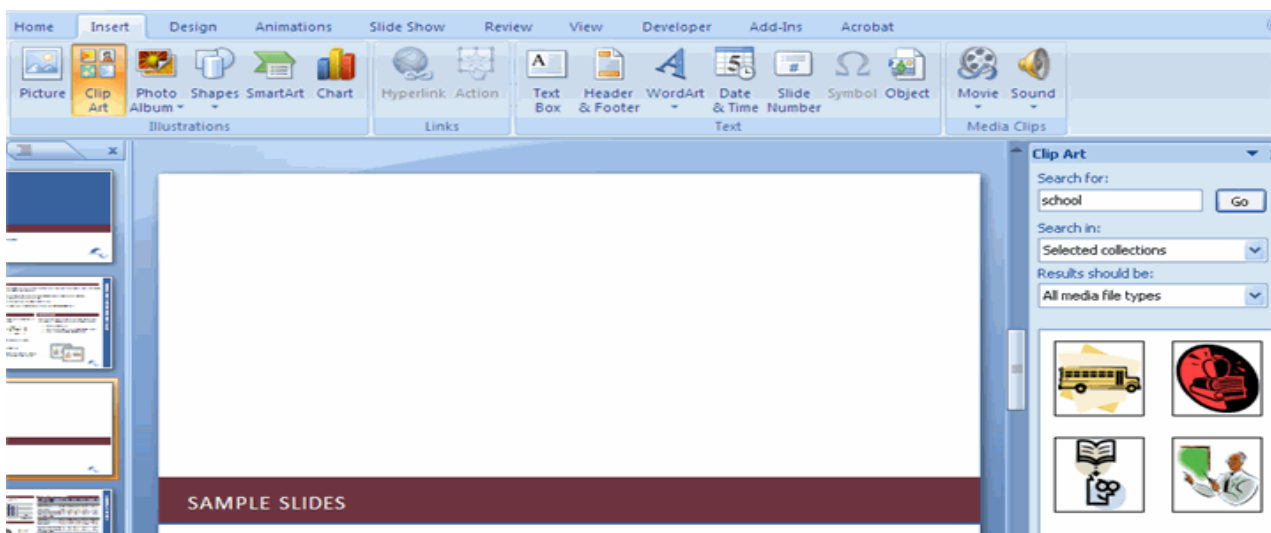 Home Insert Design Animations Slide Show Review View Developer Add-Ins Acrobat
Picture Clip Art Photo Album Shapes SmartArt Chart Hyperlink Action Text Box Header & Footer WordArt Date & Time Slide Number Symbol Object Movie Sound
Illustrations Links Text Media Clips
Clip Art
Search for:
school Go
Search in:
Selected collections
Results should be:
All media file types
SAMPLE SLIDES